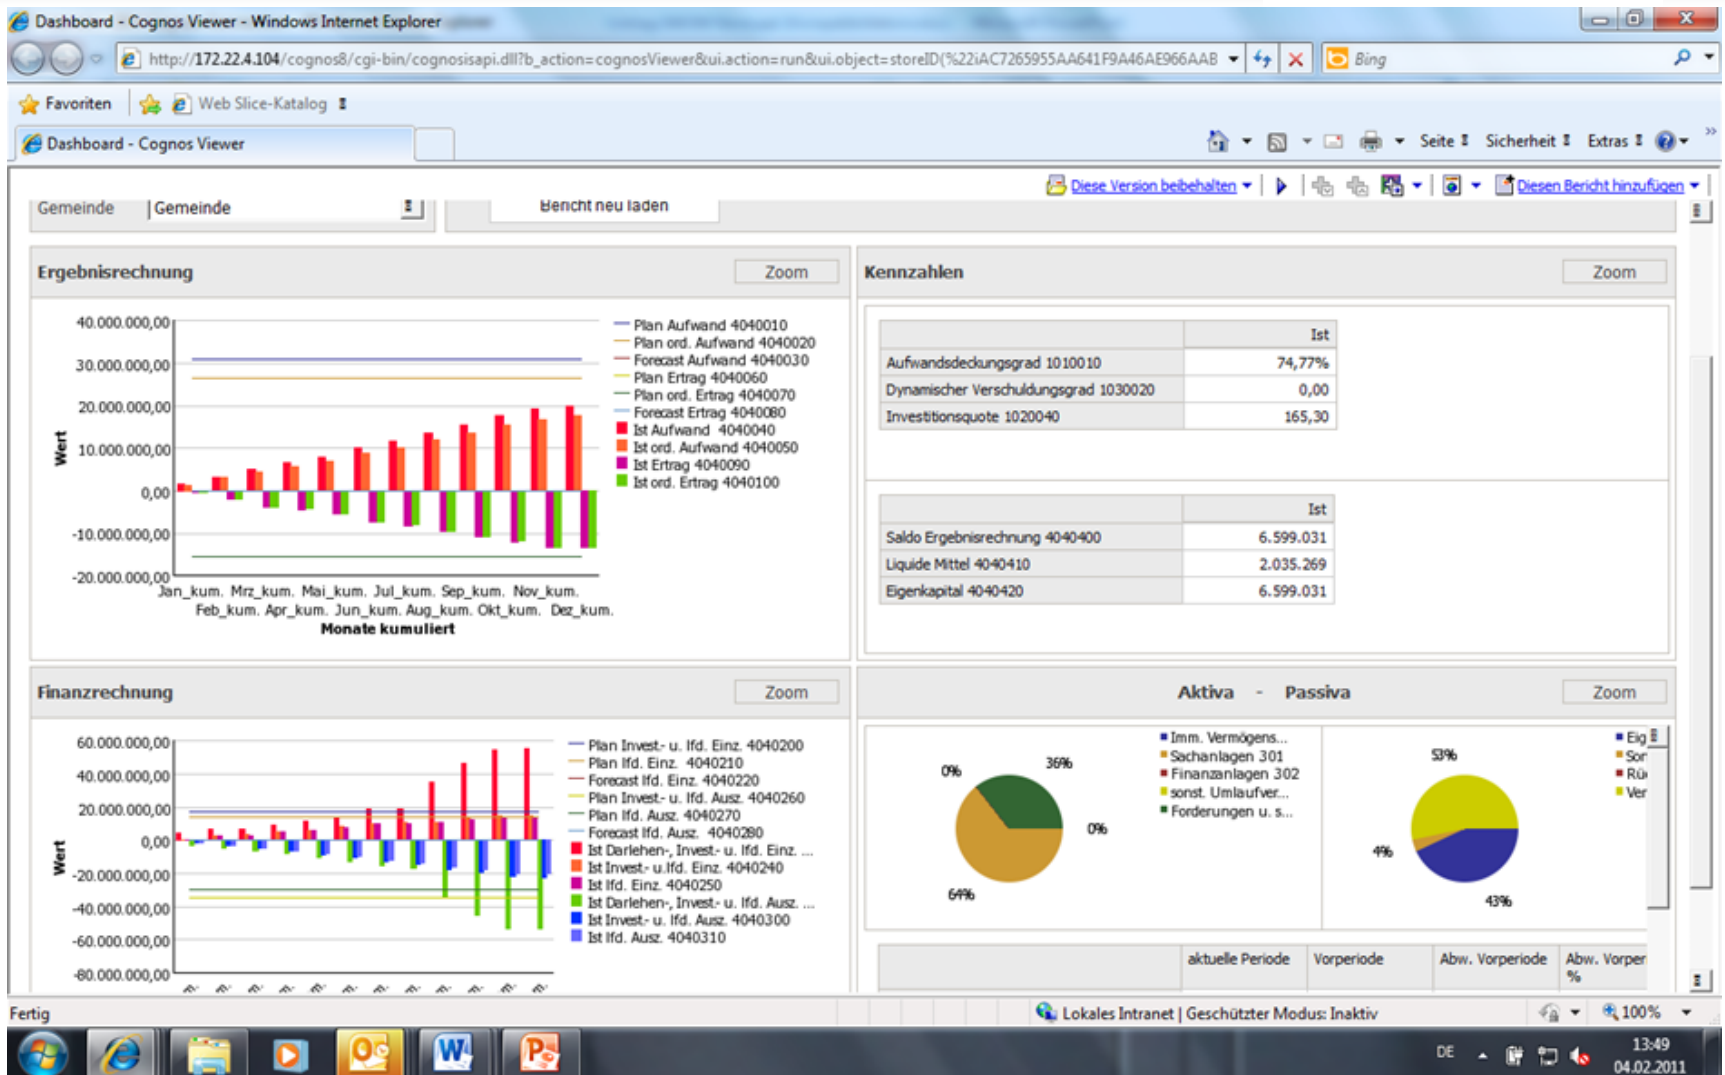 Dashboard - Cognos Viewer - Windows Internet Explorer
http://172.22.4.104/cognos8/cgi-bin/cognosisapi.dll?b_action=cognosViewer&ui.action=run&ui.object=storeID(%22iAC7265955AA641F9A46AE966AAB
Bing
Favoriten
Web Slice-Katalog
Dashboard - Cognos Viewer
Seite
Sicherheit
Extras
Diese Version beibehalten
Diesen Bericht hinzufügen
Gemeinde
Gemeinde
Bericht neu laden
Ergebnisrechnung
Zoom
40.000.000,00
30.000.000,00
20.000.000,00
10.000.000,00
0,00
-10.000.000,00
-20.000.000,00
Wert
Jan_kum. Mrz_kum. Mai_kum. Jul_kum. Sep_kum. Nov_kum.
Feb_kum. Apr_kum. Jun_kum. Aug_kum. Okt_kum. Dez_kum.
Monate kumuliert
Plan Aufwand 4040010
Plan ord. Aufwand 4040020
Forecast Aufwand 4040030
Plan Ertrag 4040060
Plan ord. Ertrag 4040070
Forecast Ertrag 4040080
Ist Aufwand 4040040
Ist ord. Aufwand 4040050
Ist Ertrag 4040090
Ist ord. Ertrag 4040100
Kennzahlen
Zoom
Ist
Aufwandsdeckungsgrad 1010010 74,77%
Dynamischer Verschuldungsgrad 1030020 0,00
Investitionsquote 1020040 165,30
Ist
Saldo Ergebnisrechnung 4040400 6.599.031
Liquide Mittel 4040410 2.035.269
Eigenkapital 4040420 6.599.031
Finanzrechnung
Zoom
60.000.000,00
40.000.000,00
20.000.000,00
0,00
-20.000.000,00
-40.000.000,00
-60.000.000,00
-80.000.000,00
Wert
Plan Invest.- u. lfd. Einz. 4040200
Plan lfd. Einz. 4040210
Forecast lfd. Einz. 4040220
Plan Invest.- u. lfd. Ausz. 4040260
Plan lfd. Ausz. 4040270
Forecast lfd. Ausz. 4040280
Ist Darlehen-, Invest.- u. lfd. Einz. ...
Ist Invest.- u.lfd. Einz. 4040240
Ist lfd. Einz. 4040250
Ist Darlehen-, Invest.- u. lfd. Ausz. ...
Ist Invest.- u. lfd. Ausz. 4040300
Ist lfd. Ausz. 4040310
Aktiva - Passiva
Zoom
0%
36%
0%
64%
Imm. Vermögens...
Sachanlagen 301
Finanzanlagen 302
sonst. Umlaufver...
Forderungen u. s...
53%
4%
43%
Eig
Son
Rü
Ver
aktuelle Periode Vorperiode Abw. Vorperiode Abw. Vorper
%
Fertig
Lokales Intranet | Geschützter Modus: Inaktiv
100%
DE
13:49
04.02.2011